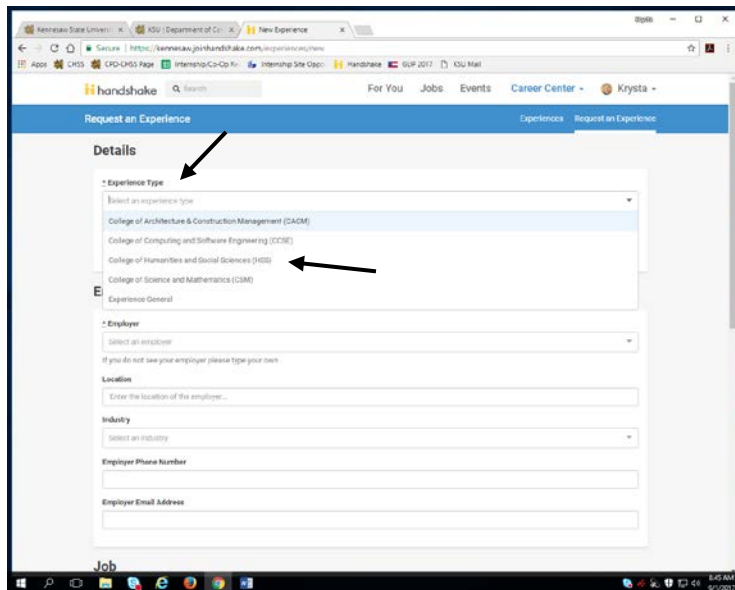 Kennesaw State Universi
KSU | Department of Car
New Experience
Secure | https://kennesaw.joinhandshake.com/experiences/new
Apps
CHSS
CPD-CHSS Page
Internship/Co-Op
Internship Site Oppo
Handshake
GUP 2017
KSU Mail
handshake
Search
For You
Jobs
Events
Career Center
Krysta
Request an Experience
Experiences
Request an Experience
Details
* Experience Type
Select an experience type
College of Architecture & Construction Management (CACM)
College of Computing and Software Engineering (CCSE)
College of Humanities and Social Sciences (HSS)
College of Science and Mathematics (CSM)
Experience General
E
* Employer
Select an employer
If you do not see your employer please type your own
Location
Enter the location of the employer...
Industry
Select an industry
Employer Phone Number
Employer Email Address
Job
8:45 AM